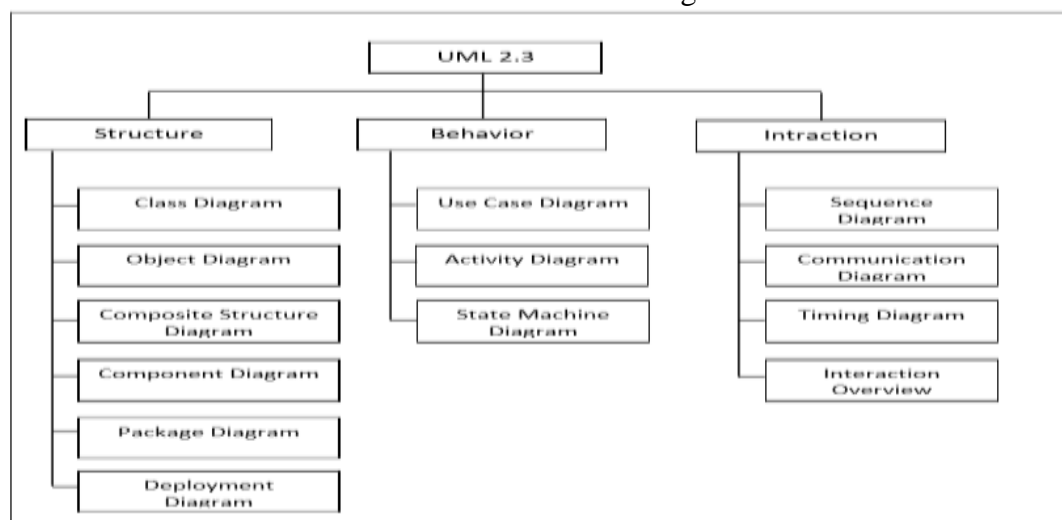 UML 2.3
Structure
Behavior
Intraction
Class Diagram
Object Diagram
Composite Structure
Diagram
Component Diagram
Package Diagram
Deployment
Diagram
Use Case Diagram
Activity Diagram
State Machine
Diagram
Sequence
Diagram
Communication
Diagram
Timing Diagram
Interaction
Overview